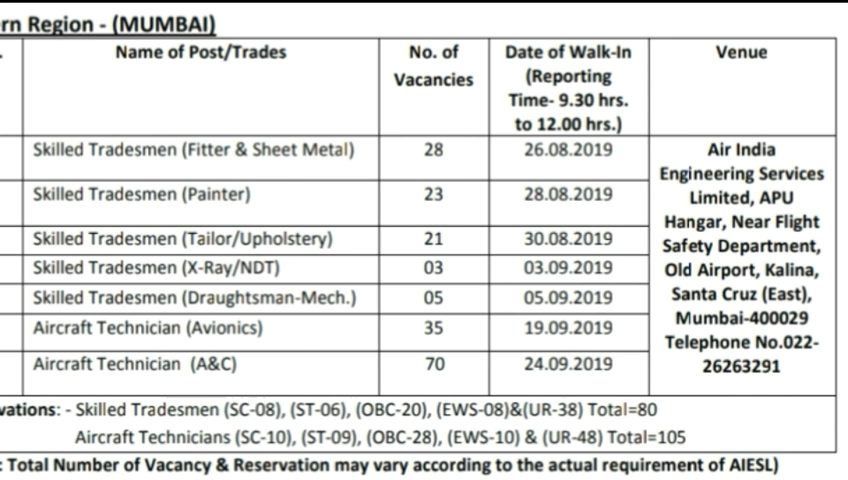 rn Region - (MUMBAI)
. Name of Post/Trades No. of Vacancies Date of Walk-In (Reporting Time- 9.30 hrs. to 12.00 hrs.) Venue
Skilled Tradesmen (Fitter & Sheet Metal) 28 26.08.2019
Skilled Tradesmen (Painter) 23 28.08.2019
Skilled Tradesmen (Tailor/Upholstery) 21 30.08.2019
Skilled Tradesmen (X-Ray/NDT) 03 03.09.2019
Skilled Tradesmen (Draughtsman-Mech.) 05 05.09.2019
Aircraft Technician (Avionics) 35 19.09.2019
Aircraft Technician (A&C) 70 24.09.2019
Air India
Engineering Services
Limited, APU
Hangar, Near Flight
Safety Department,
Old Airport, Kalina,
Santa Cruz (East),
Mumbai-400029
Telephone No.022-
26263291
vations: - Skilled Tradesmen (SC-08), (ST-06), (OBC-20), (EWS-08)&(UR-38) Total=80
Aircraft Technicians (SC-10), (ST-09), (OBC-28), (EWS-10) & (UR-48) Total=105
: Total Number of Vacancy & Reservation may vary according to the actual requirement of AIESL)